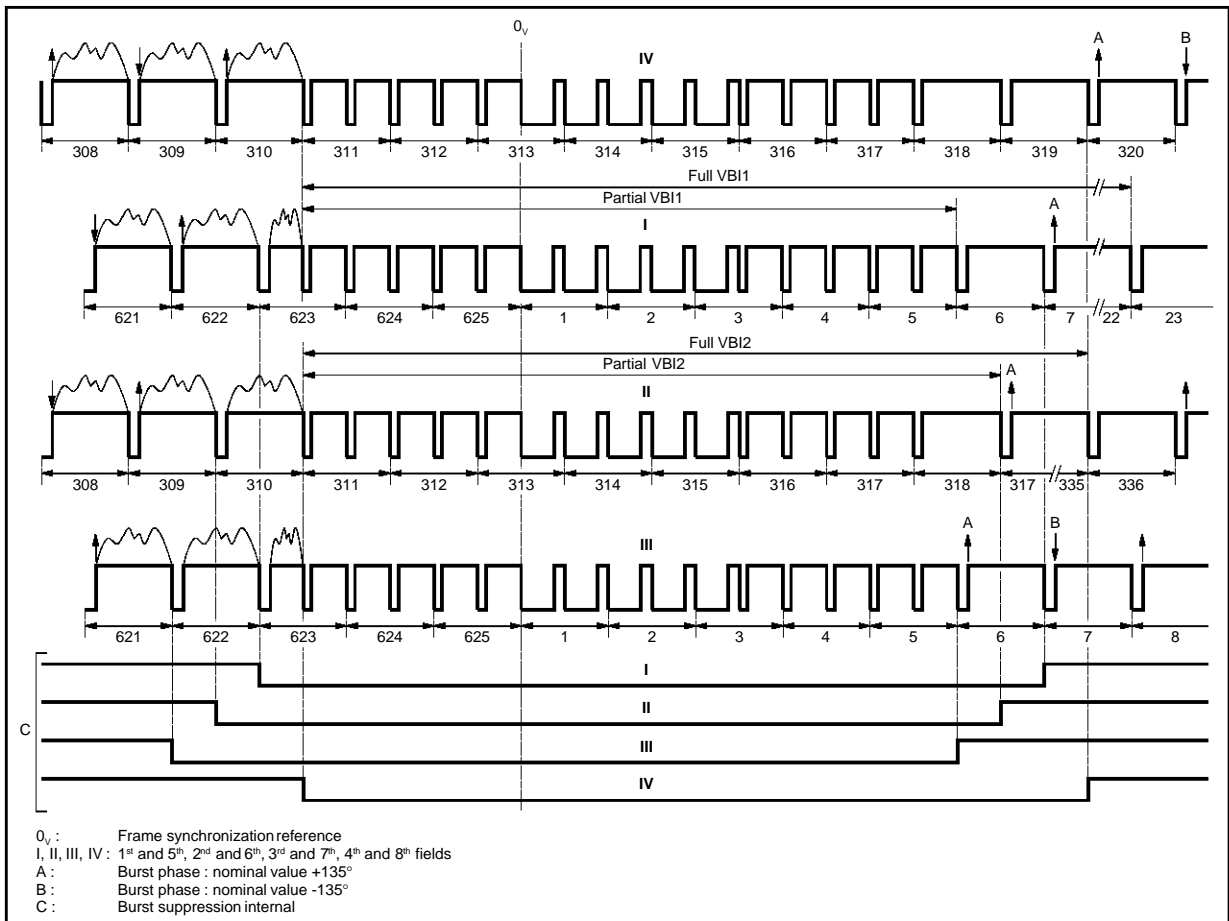 0V
A
B
IV
308 309 310 311 312 313 314 315 316 317 318 319 320
Full VBI1
Partial VBI1
A
I
621 622 623 624 625 1 2 3 4 5 6 7 22 23
Full VBI2
Partial VBI2
A
II
308 309 310 311 312 313 314 315 316 317 318 317 335 336
A
B
III
621 622 623 624 625 1 2 3 4 5 6 7 8
I
II
C
III
IV
0V : Frame synchronization reference
I, II, III, IV : 1st and 5th, 2nd and 6th, 3rd and 7th, 4th and 8th fields
A : Burst phase : nominal value +135°
B : Burst phase : nominal value -135°
C : Burst suppression internal